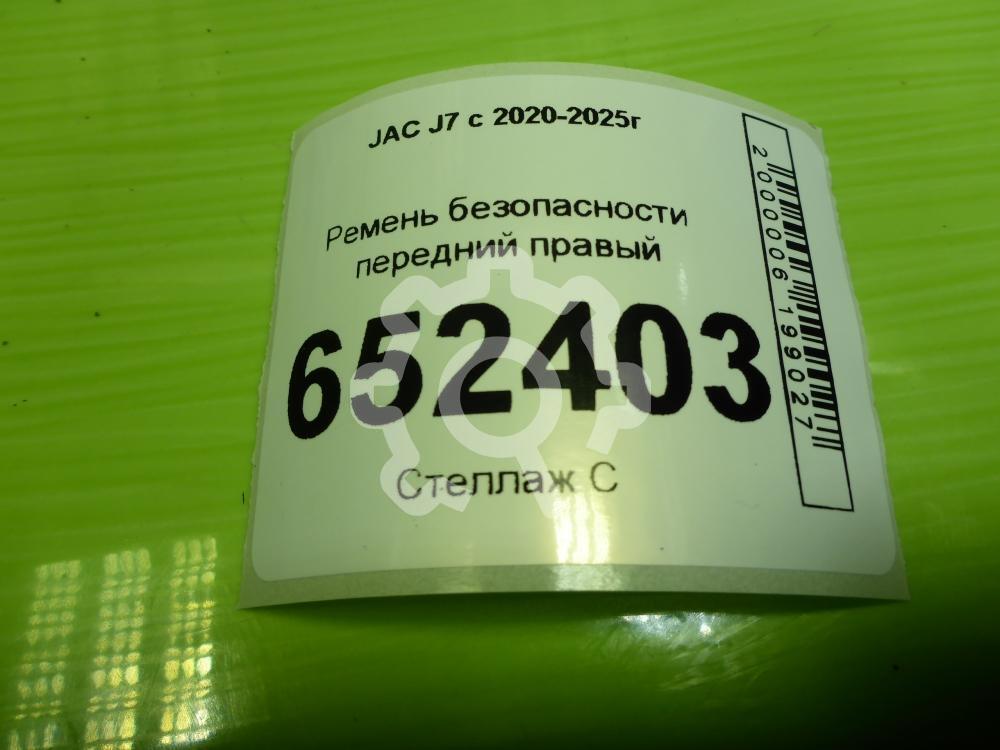 JAC J7 с 2020-2025г
Ремень безопасности
передний правый
652403
Стеллаж С
2000006199027